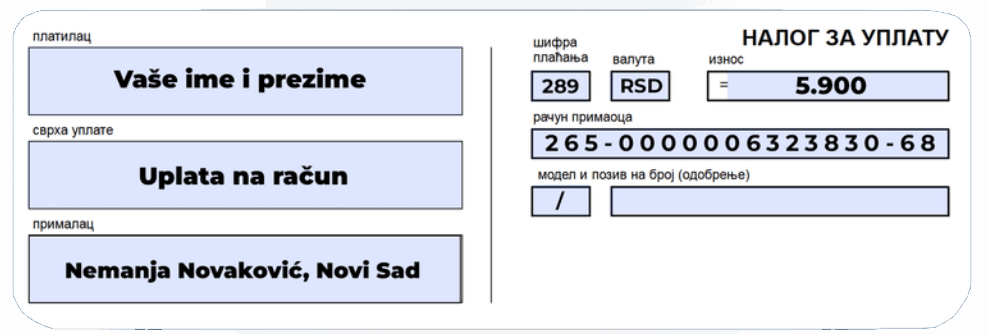 платилац
Vaše ime i prezime
сврха уплате
Uplata na račun
прималац
Nemanja Novaković, Novi Sad
НАЛОГ ЗА УПЛАТУ
шифра
плаћања
валута
износ
289
RSD
=
5.900
рачун примаоца
265-0000006323830-68
модел и позив на број (одобрење)
/